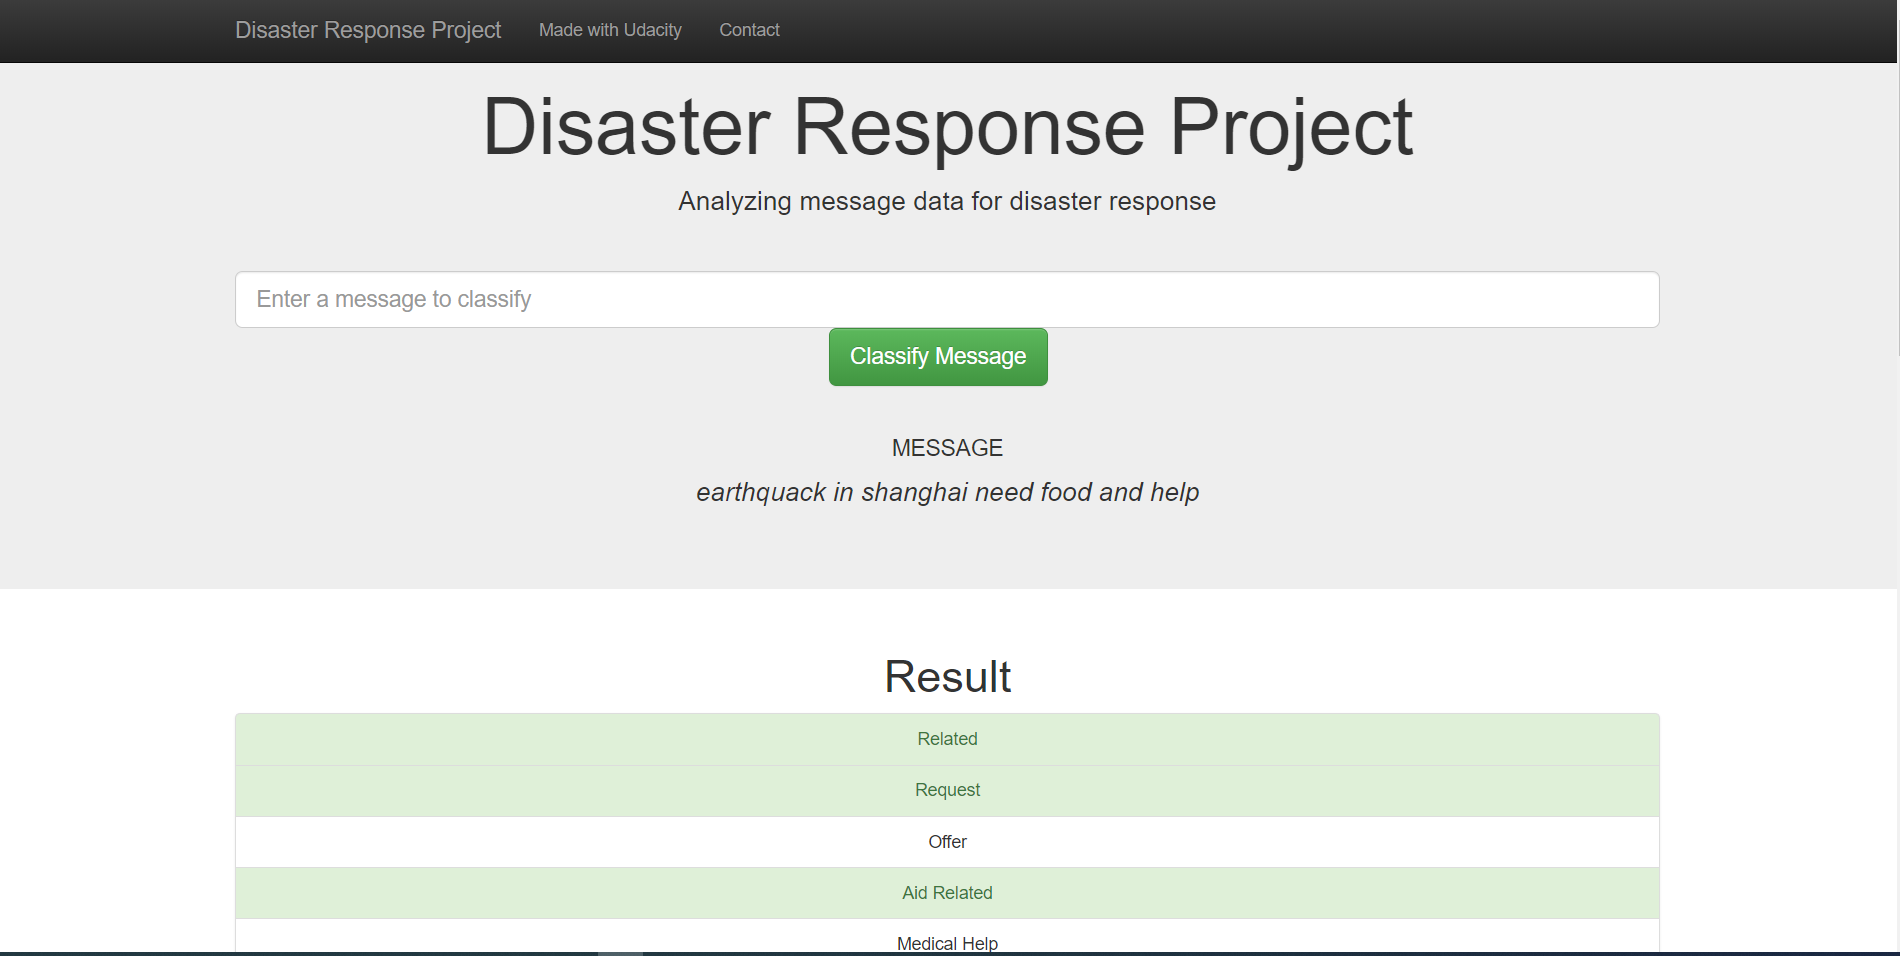 Disaster Response Project Made with Udacity Contact
Disaster Response Project
Analyzing message data for disaster response
Enter a message to classify
Classify Message
MESSAGE
earthquack in shanghai need food and help
Result
Related
Request
Offer
Aid Related
Medical Help